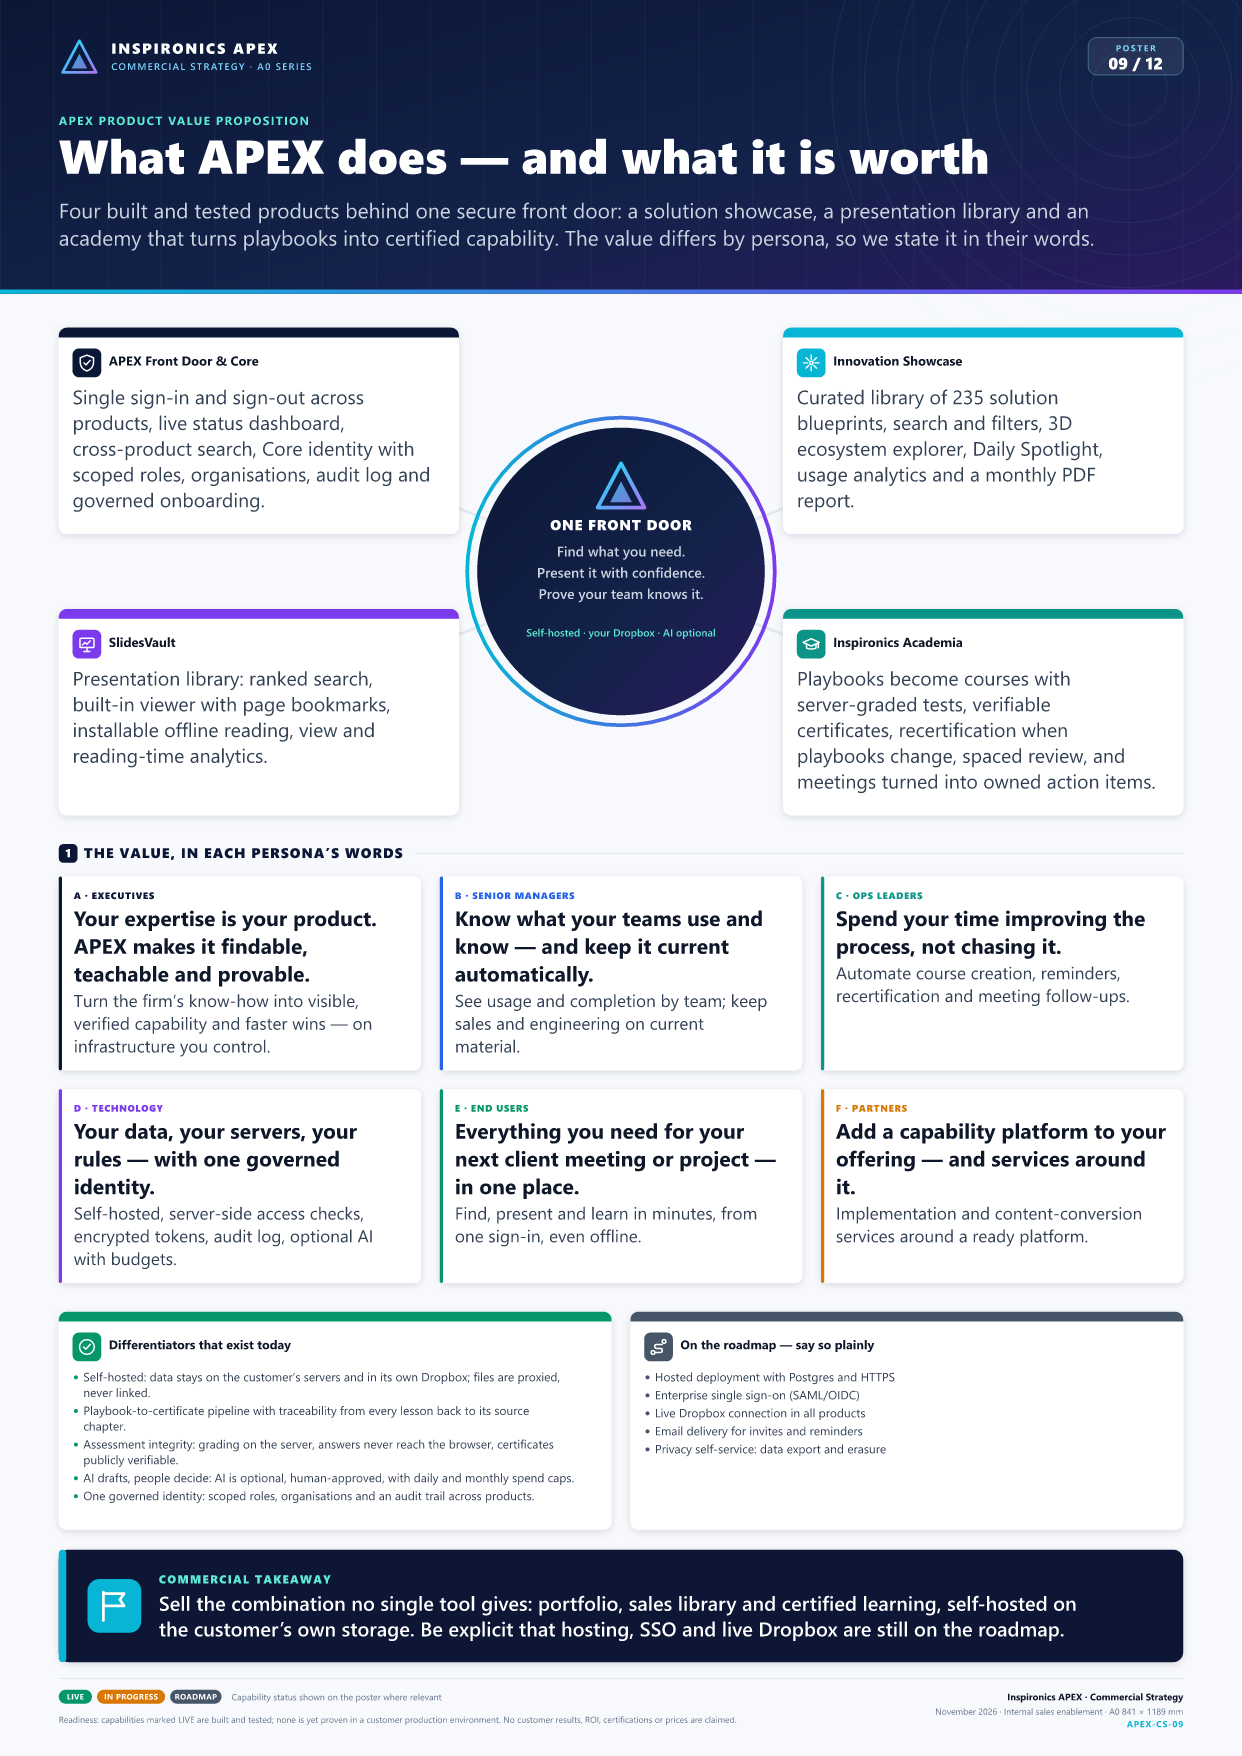 INSPIRONICS APEX
COMMERCIAL STRATEGY · A0 SERIES
POSTER
09 / 12
APEX PRODUCT VALUE PROPOSITION
What APEX does — and what it is worth
Four built and tested products behind one secure front door: a solution showcase, a presentation library and an
academy that turns playbooks into certified capability. The value differs by persona, so we state it in their words.
APEX Front Door & Core
Single sign-in and sign-out across
products, live status dashboard,
cross-product search, Core identity with
scoped roles, organisations, audit log and
governed onboarding.
Innovation Showcase
Curated library of 235 solution
blueprints, search and filters, 3D
ecosystem explorer, Daily Spotlight,
usage analytics and a monthly PDF
report.
ONE FRONT DOOR
Find what you need.
Present it with confidence.
Prove your team knows it.
Self-hosted · your Dropbox · AI optional
SlidesVault
Presentation library: ranked search,
built-in viewer with page bookmarks,
installable offline reading, view and
reading-time analytics.
Inspironics Academia
Playbooks become courses with
server-graded tests, verifiable
certificates, recertification when
playbooks change, spaced review, and
meetings turned into owned action items.
1 THE VALUE, IN EACH PERSONA’S WORDS
A · EXECUTIVES
Your expertise is your product.
APEX makes it findable,
teachable and provable.
Turn the firm’s know-how into visible,
verified capability and faster wins — on
infrastructure you control.
B · SENIOR MANAGERS
Know what your teams use and
know — and keep it current
automatically.
See usage and completion by team; keep
sales and engineering on current
material.
C · OPS LEADERS
Spend your time improving the
process, not chasing it.
Automate course creation, reminders,
recertification and meeting follow-ups.
D · TECHNOLOGY
Your data, your servers, your
rules — with one governed
identity.
Self-hosted, server-side access checks,
encrypted tokens, audit log, optional AI
with budgets.
E · END USERS
Everything you need for your
next client meeting or project —
in one place.
Find, present and learn in minutes, from
one sign-in, even offline.
F · PARTNERS
Add a capability platform to your
offering — and services around
it.
Implementation and content-conversion
services around a ready platform.
Differentiators that exist today
• Self-hosted: data stays on the customer’s servers and in its own Dropbox; files are proxied,
never linked.
• Playbook-to-certificate pipeline with traceability from every lesson back to its source
chapter.
• Assessment integrity: grading on the server, answers never reach the browser, certificates
publicly verifiable.
• AI drafts, people decide: AI is optional, human-approved, with daily and monthly spend caps.
• One governed identity: scoped roles, organisations and an audit trail across products.
On the roadmap — say so plainly
• Hosted deployment with Postgres and HTTPS
• Enterprise single sign-on (SAML/OIDC)
• Live Dropbox connection in all products
• Email delivery for invites and reminders
• Privacy self-service: data export and erasure
COMMERCIAL TAKEAWAY
Sell the combination no single tool gives: portfolio, sales library and certified learning, self-hosted on
the customer’s own storage. Be explicit that hosting, SSO and live Dropbox are still on the roadmap.
LIVE IN PROGRESS ROADMAP Capability status shown on the poster where relevant
Readiness: capabilities marked LIVE are built and tested; none is yet proven in a customer production environment. No customer results, ROI, certifications or prices are claimed.
Inspironics APEX · Commercial Strategy
November 2026 · Internal sales enablement · A0 841 × 1189 mm
APEX-CS-09